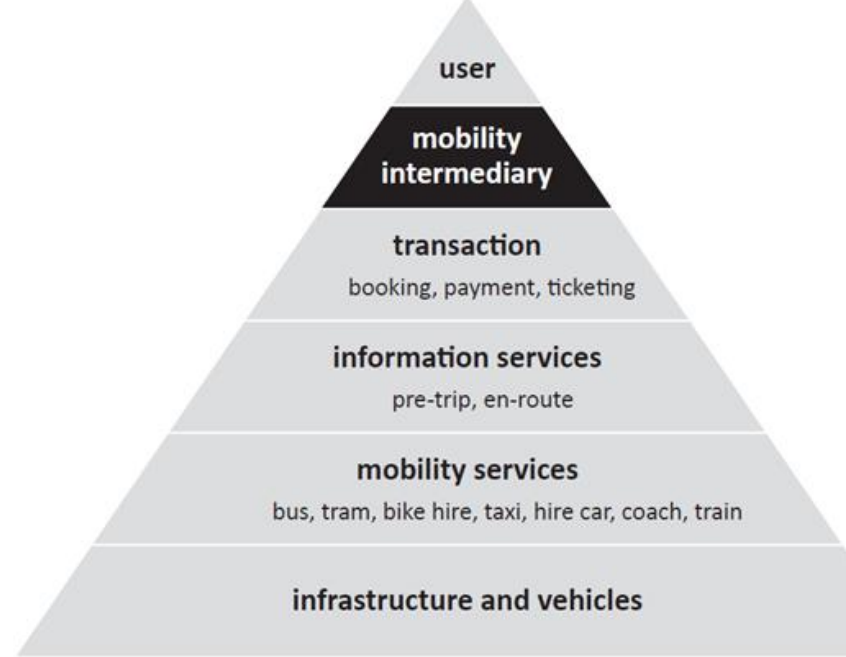 user
mobility
intermediary
transaction
booking, payment, ticketing
information services
pre-trip, en-route
mobility services
bus, tram, bike hire, taxi, hire car, coach, train
infrastructure and vehicles